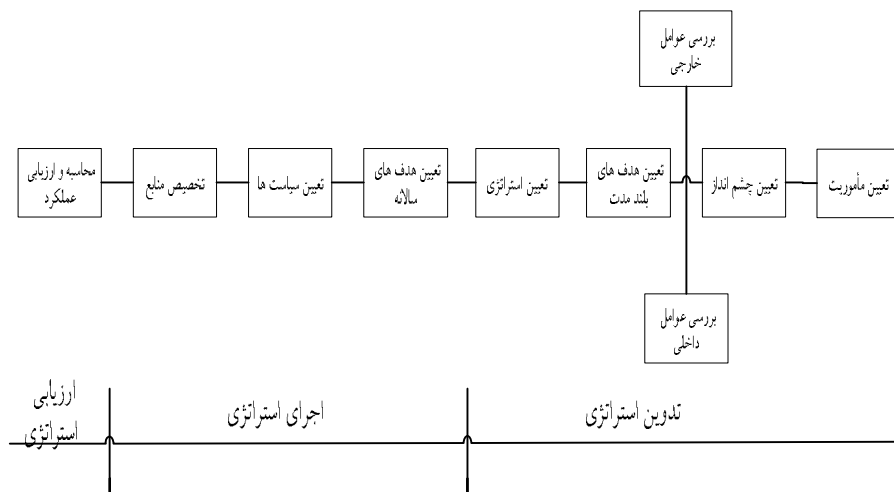 بررسی عوامل
خارجی
تعیین مأموریت
تعیین چشم انداز
تعیین هدف های
بلند مدت
تعیین استراتژی
تعیین هدف های
سالانه
تعیین سیاست ها
تخصیص منابع
محاسبه و ارزیابی
عملکرد
بررسی عوامل
داخلی
تدوین استراتژی
اجرای استراتژی
ارزیابی
استراتژی